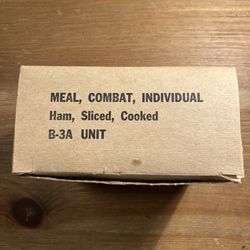 MEAL, COMBAT, INDIVIDUAL
Ham, Sliced, Cooked
B-3A UNIT